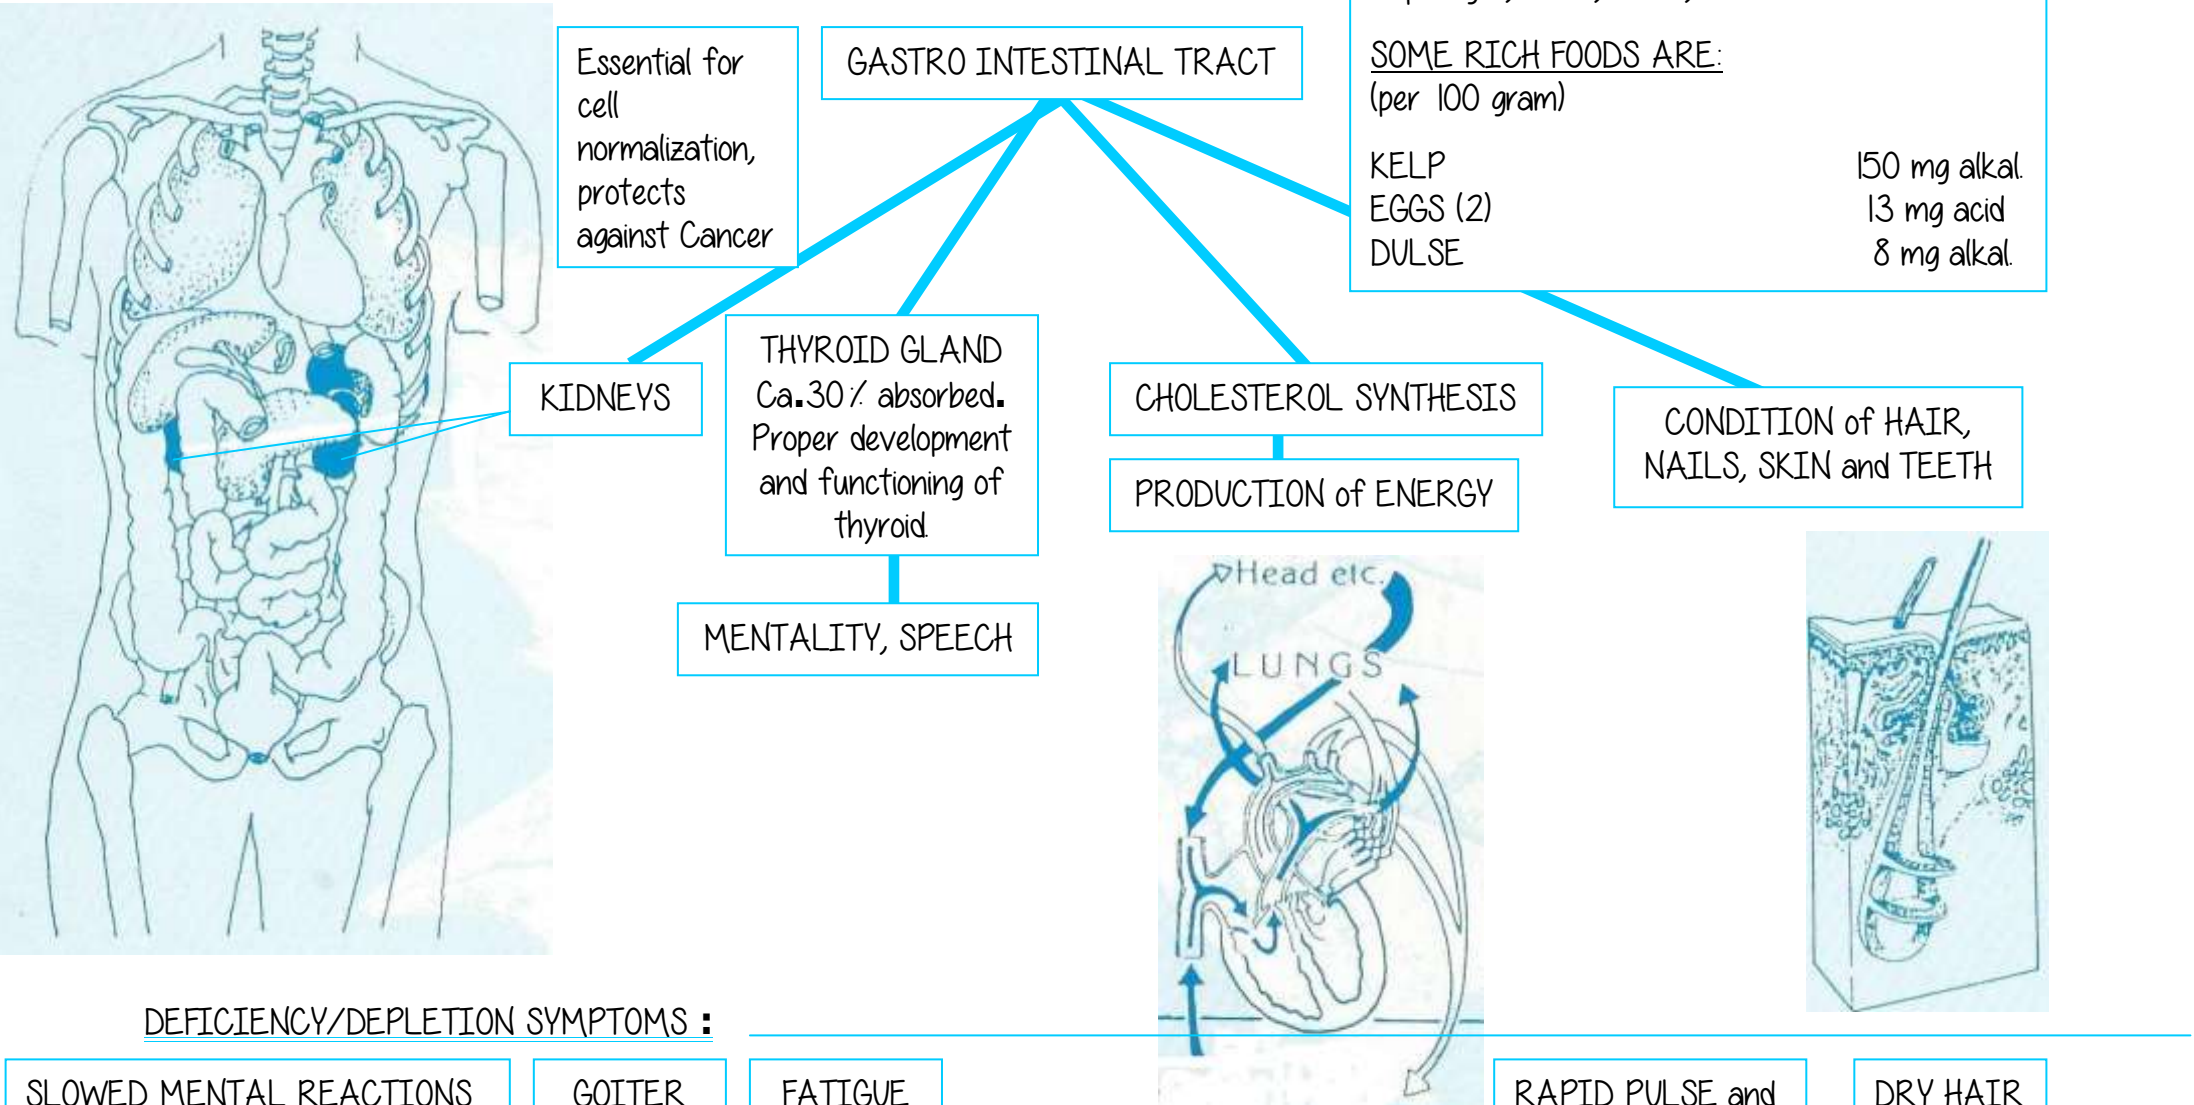 Essential for
cell
normalization,
protects
against Cancer
GASTRO INTESTINAL TRACT
SOME RICH FOODS ARE:
(per 100 gram)
KELP 150 mg alkal.
EGGS (2) 13 mg acid
DULSE 8 mg alkal.
KIDNEYS
THYROID GLAND
Ca.30% absorbed.
Proper development
and functioning of
thyroid.
MENTALITY, SPEECH
CHOLESTEROL SYNTHESIS
PRODUCTION of ENERGY
CONDITION of HAIR,
NAILS, SKIN and TEETH
Head etc.
LUNGS
DEFICIENCY/DEPLETION SYMPTOMS :
SLOWED MENTAL REACTIONS
GOITER
FATIGUE
RAPID PULSE and
DRY HAIR